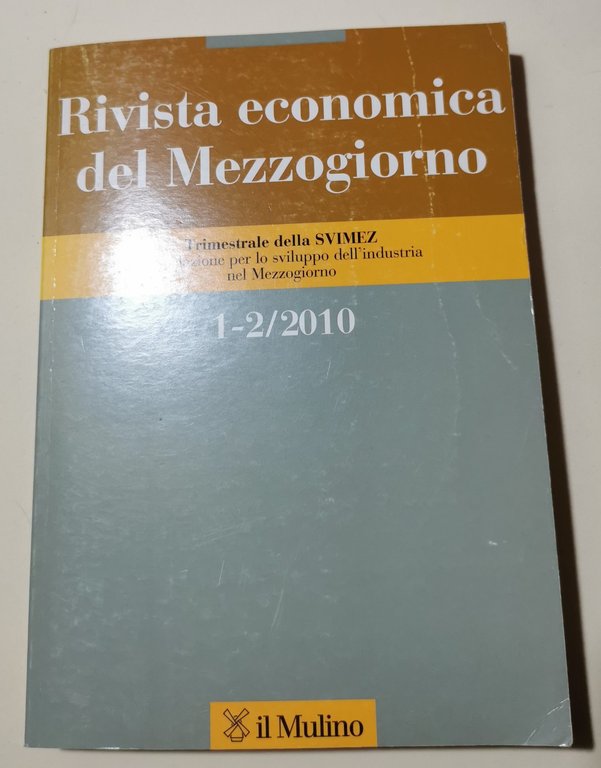 Rivista economica
del Mezzogiorno
Trimestrale della SVIMEZ
per lo sviluppo dell'industria
nel Mezzogiorno
1-2/2010
il Mulino